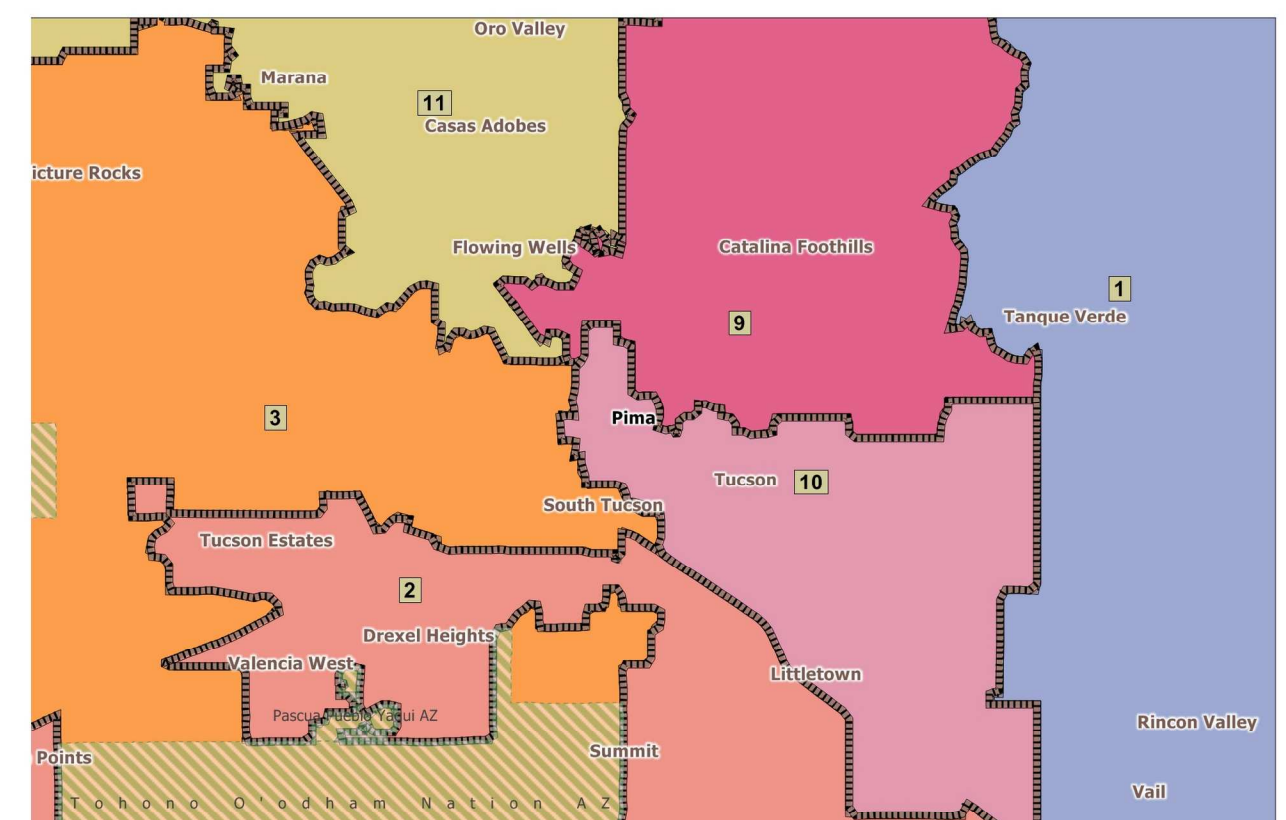 Oro Valley
Marana
11
Casas Adobes
icture Rocks
Flowing Wells
Catalina Foothills
1
Tanque Verde
9
3
Pima
Tucson
10
South Tucson
Tucson Estates
2
Drexel Heights
Valencia West
Littletown
Pascua Pueblo Yaqui AZ
Rincon Valley
Summit
Points
Vail
Tohono O'odham Nation AZ